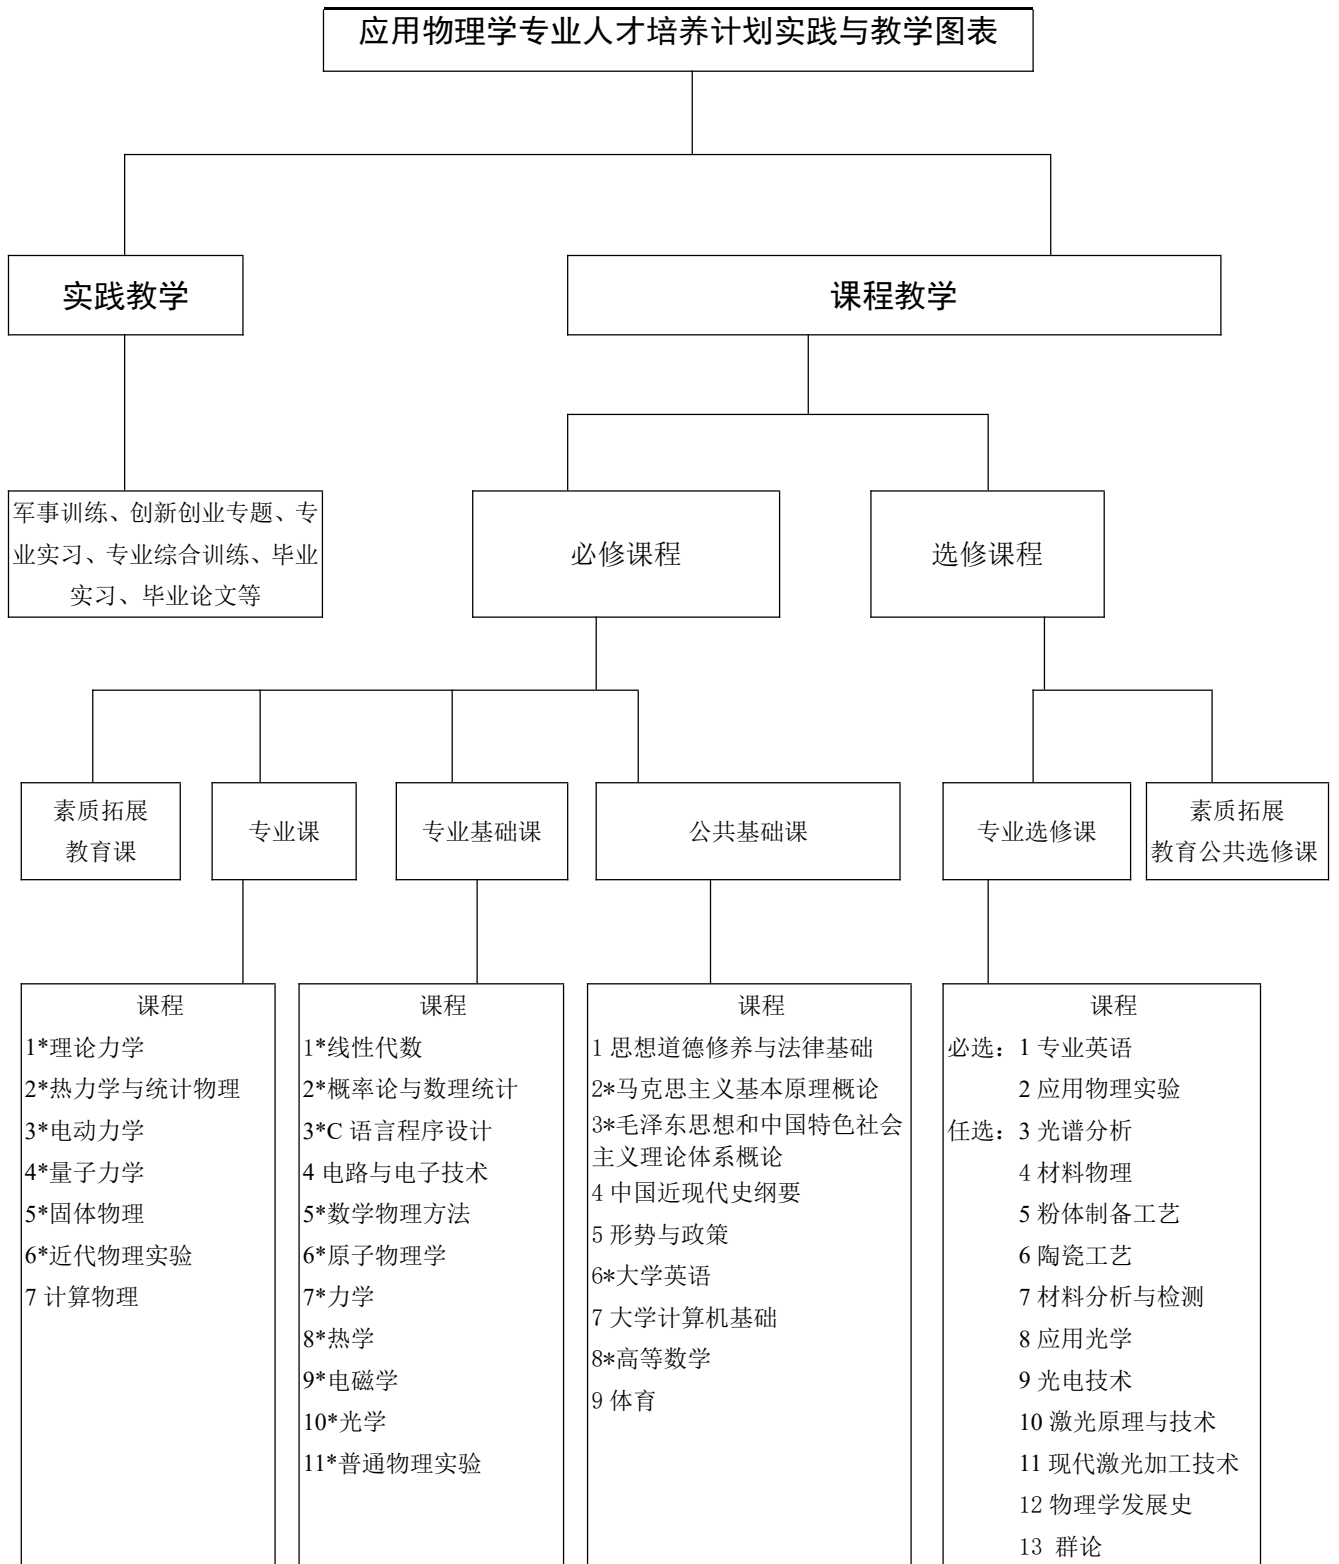 应用物理学专业人才培养计划实践与教学图表
实践教学
课程教学
军事训练、创新创业专题、专
业实习、专业综合训练、毕业
实习、毕业论文等
必修课程
选修课程
素质拓展
教育课
专业课
专业基础课
公共基础课
专业选修课
素质拓展
教育公共选修课
课程
1*理论力学
2*热力学与统计物理
3*电动力学
4*量子力学
5*固体物理
6*近代物理实验
7 计算物理
课程
1*线性代数
2*概率论与数理统计
3*C 语言程序设计
4 电路与电子技术
5*数学物理方法
6*原子物理学
7*力学
8*热学
9*电磁学
10*光学
11*普通物理实验
课程
1 思想道德修养与法律基础
2*马克思主义基本原理概论
3*毛泽东思想和中国特色社会
主义理论体系概论
4 中国近现代史纲要
5 形势与政策
6*大学英语
7 大学计算机基础
8*高等数学
9 体育
课程
必选：1 专业英语
2 应用物理实验
任选：3 光谱分析
4 材料物理
5 粉体制备工艺
6 陶瓷工艺
7 材料分析与检测
8 应用光学
9 光电技术
10 激光原理与技术
11 现代激光加工技术
12 物理学发展史
13 群论